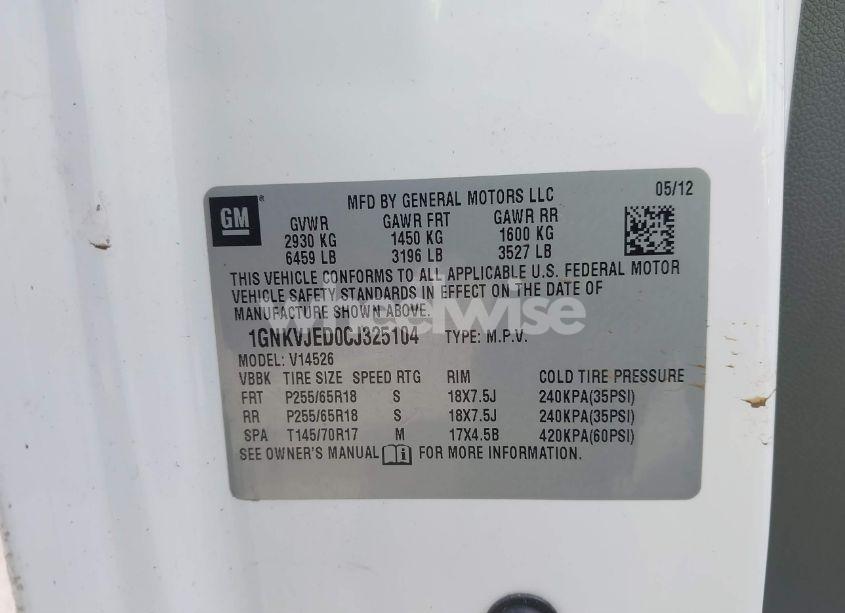 GM ®
MFD BY GENERAL MOTORS LLC 05/12
GVWR GAWR FRT GAWR RR
2930 KG 1450 KG 1600 KG
6459 LB 3196 LB 3527 LB
THIS VEHICLE CONFORMS TO ALL APPLICABLE U.S. FEDERAL MOTOR
VEHICLE SAFETY STANDARDS IN EFFECT ON THE DATE OF
MANUFACTURE SHOWN ABOVE.
wheelwise
1GNKVJED0CJ325104 TYPE: M.P.V.
MODEL: V14526
VBBK TIRE SIZE SPEED RTG RIM COLD TIRE PRESSURE
FRT P255/65R18 S 18X7.5J 240KPA(35PSI)
RR P255/65R18 S 18X7.5J 240KPA(35PSI)
SPA T145/70R17 M 17X4.5B 420KPA(60PSI)
SEE OWNER'S MANUAL FOR MORE INFORMATION.